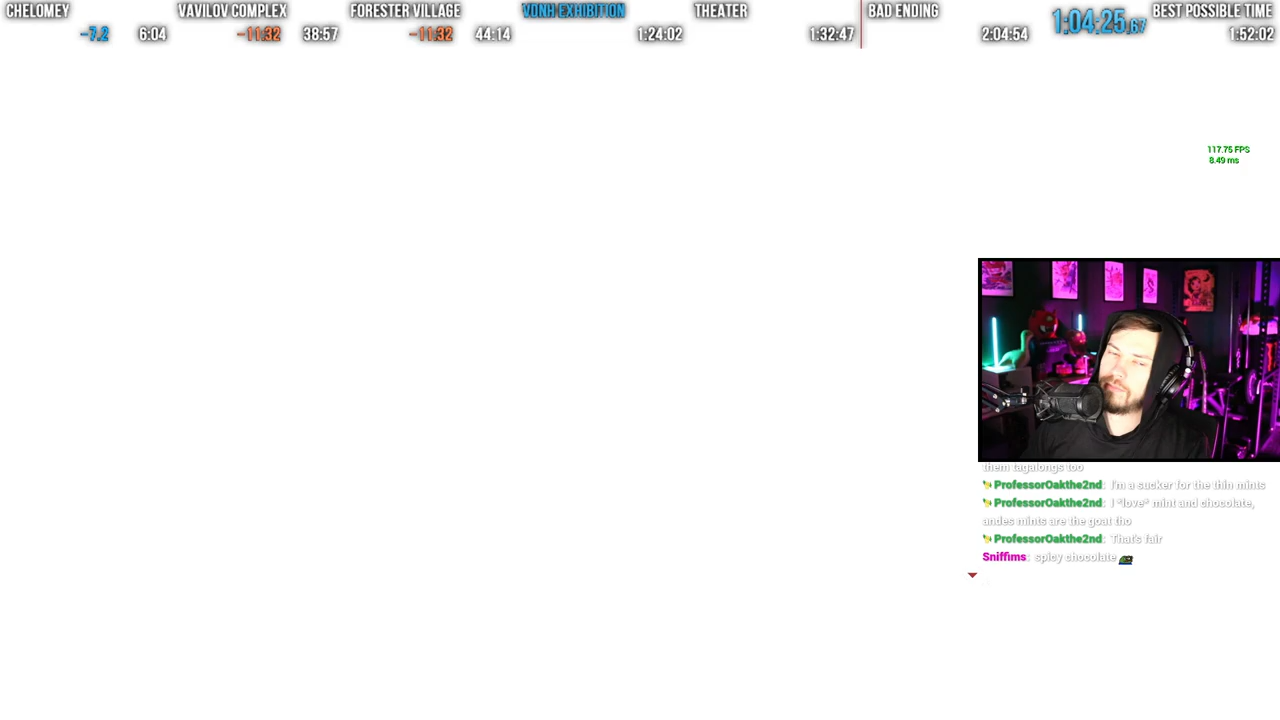 CHELOMEY VAVILOV COMPLEX FORESTER VILLAGE VDNH EXHIBITION THEATER BAD ENDING 1:04:25.67 BEST POSSIBLE TIME
-7.2 6:04 -11.32 38:57 -11.32 44:14 1:24:02 1:32:47 2:04:54 1:52:02
117.75 FPS
8.49 ms
them tagalongs too
ProfessorOakthe2nd: I'm a sucker for the thin mints
ProfessorOakthe2nd: I *love* mint and chocolate,
andes mints are the goat tho
ProfessorOakthe2nd: That's fair
Sniffims: spicy chocolate